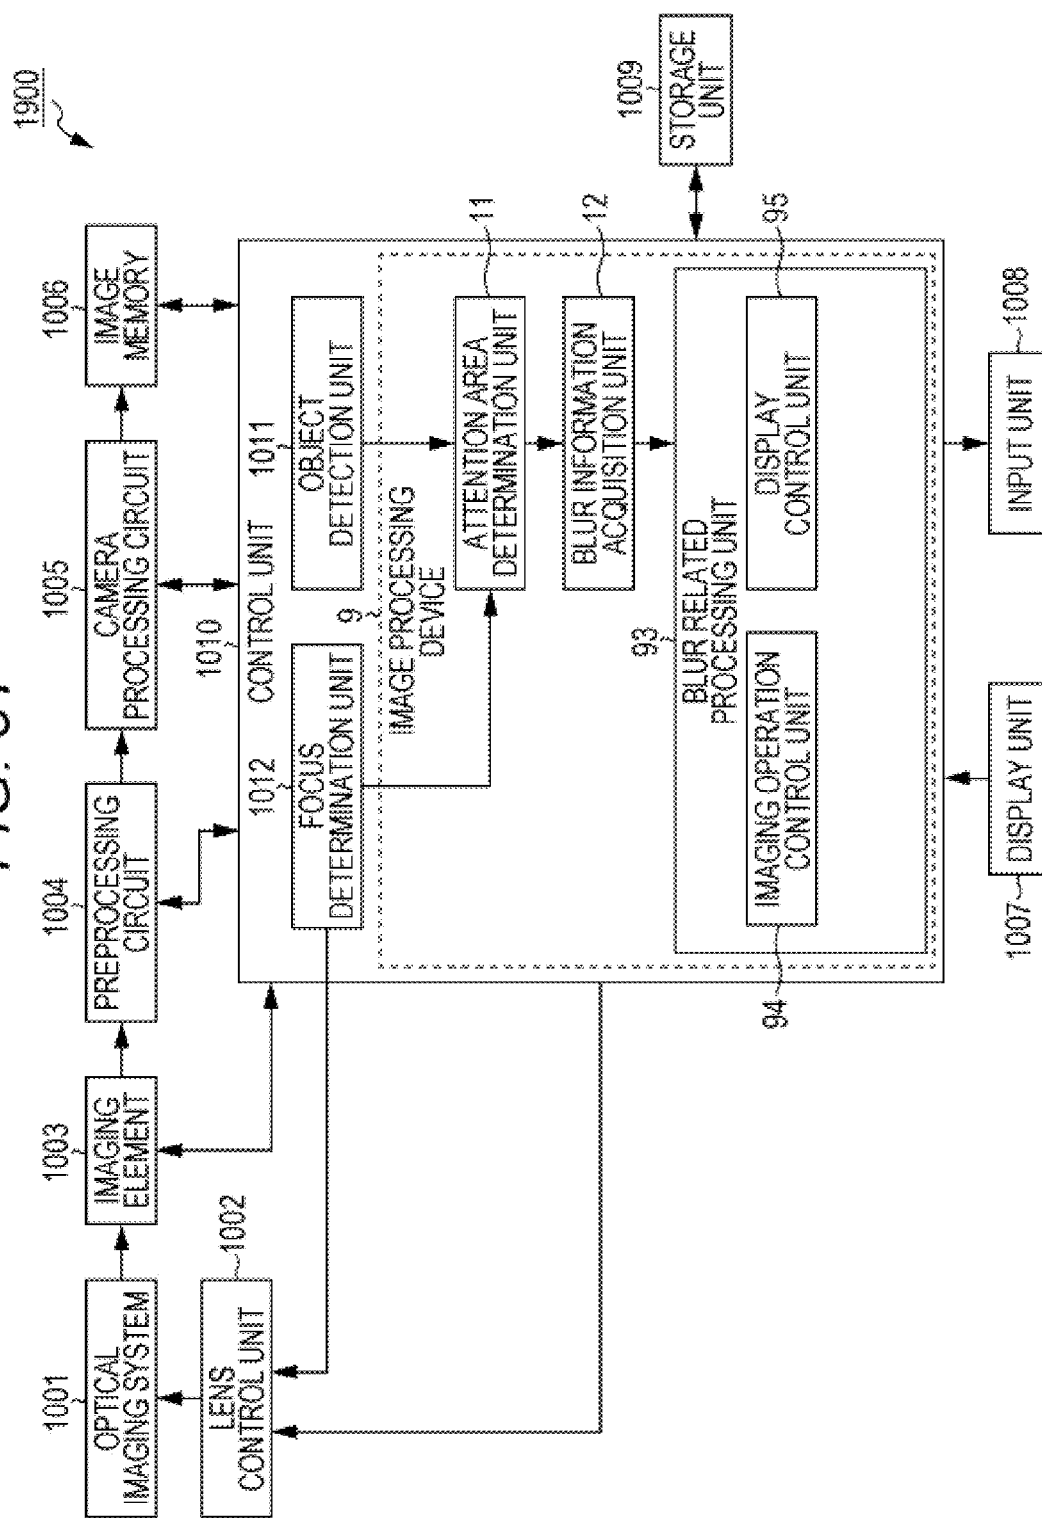 1900
1001
OPTICAL
IMAGING SYSTEM
1002
LENS
CONTROL UNIT
1003
IMAGING
ELEMENT
1004
PREPROCESSING
CIRCUIT
1005
CAMERA
PROCESSING CIRCUIT
1006
IMAGE
MEMORY
1010
CONTROL UNIT
1012
FOCUS
DETERMINATION UNIT
1011
OBJECT
DETECTION UNIT
9
IMAGE PROCESSING
DEVICE
11
ATTENTION AREA
DETERMINATION UNIT
12
BLUR INFORMATION
ACQUISITION UNIT
93
BLUR RELATED
PROCESSING UNIT
94
IMAGING OPERATION
CONTROL UNIT
95
DISPLAY
CONTROL UNIT
1009
STORAGE
UNIT
1007
DISPLAY UNIT
1008
INPUT UNIT